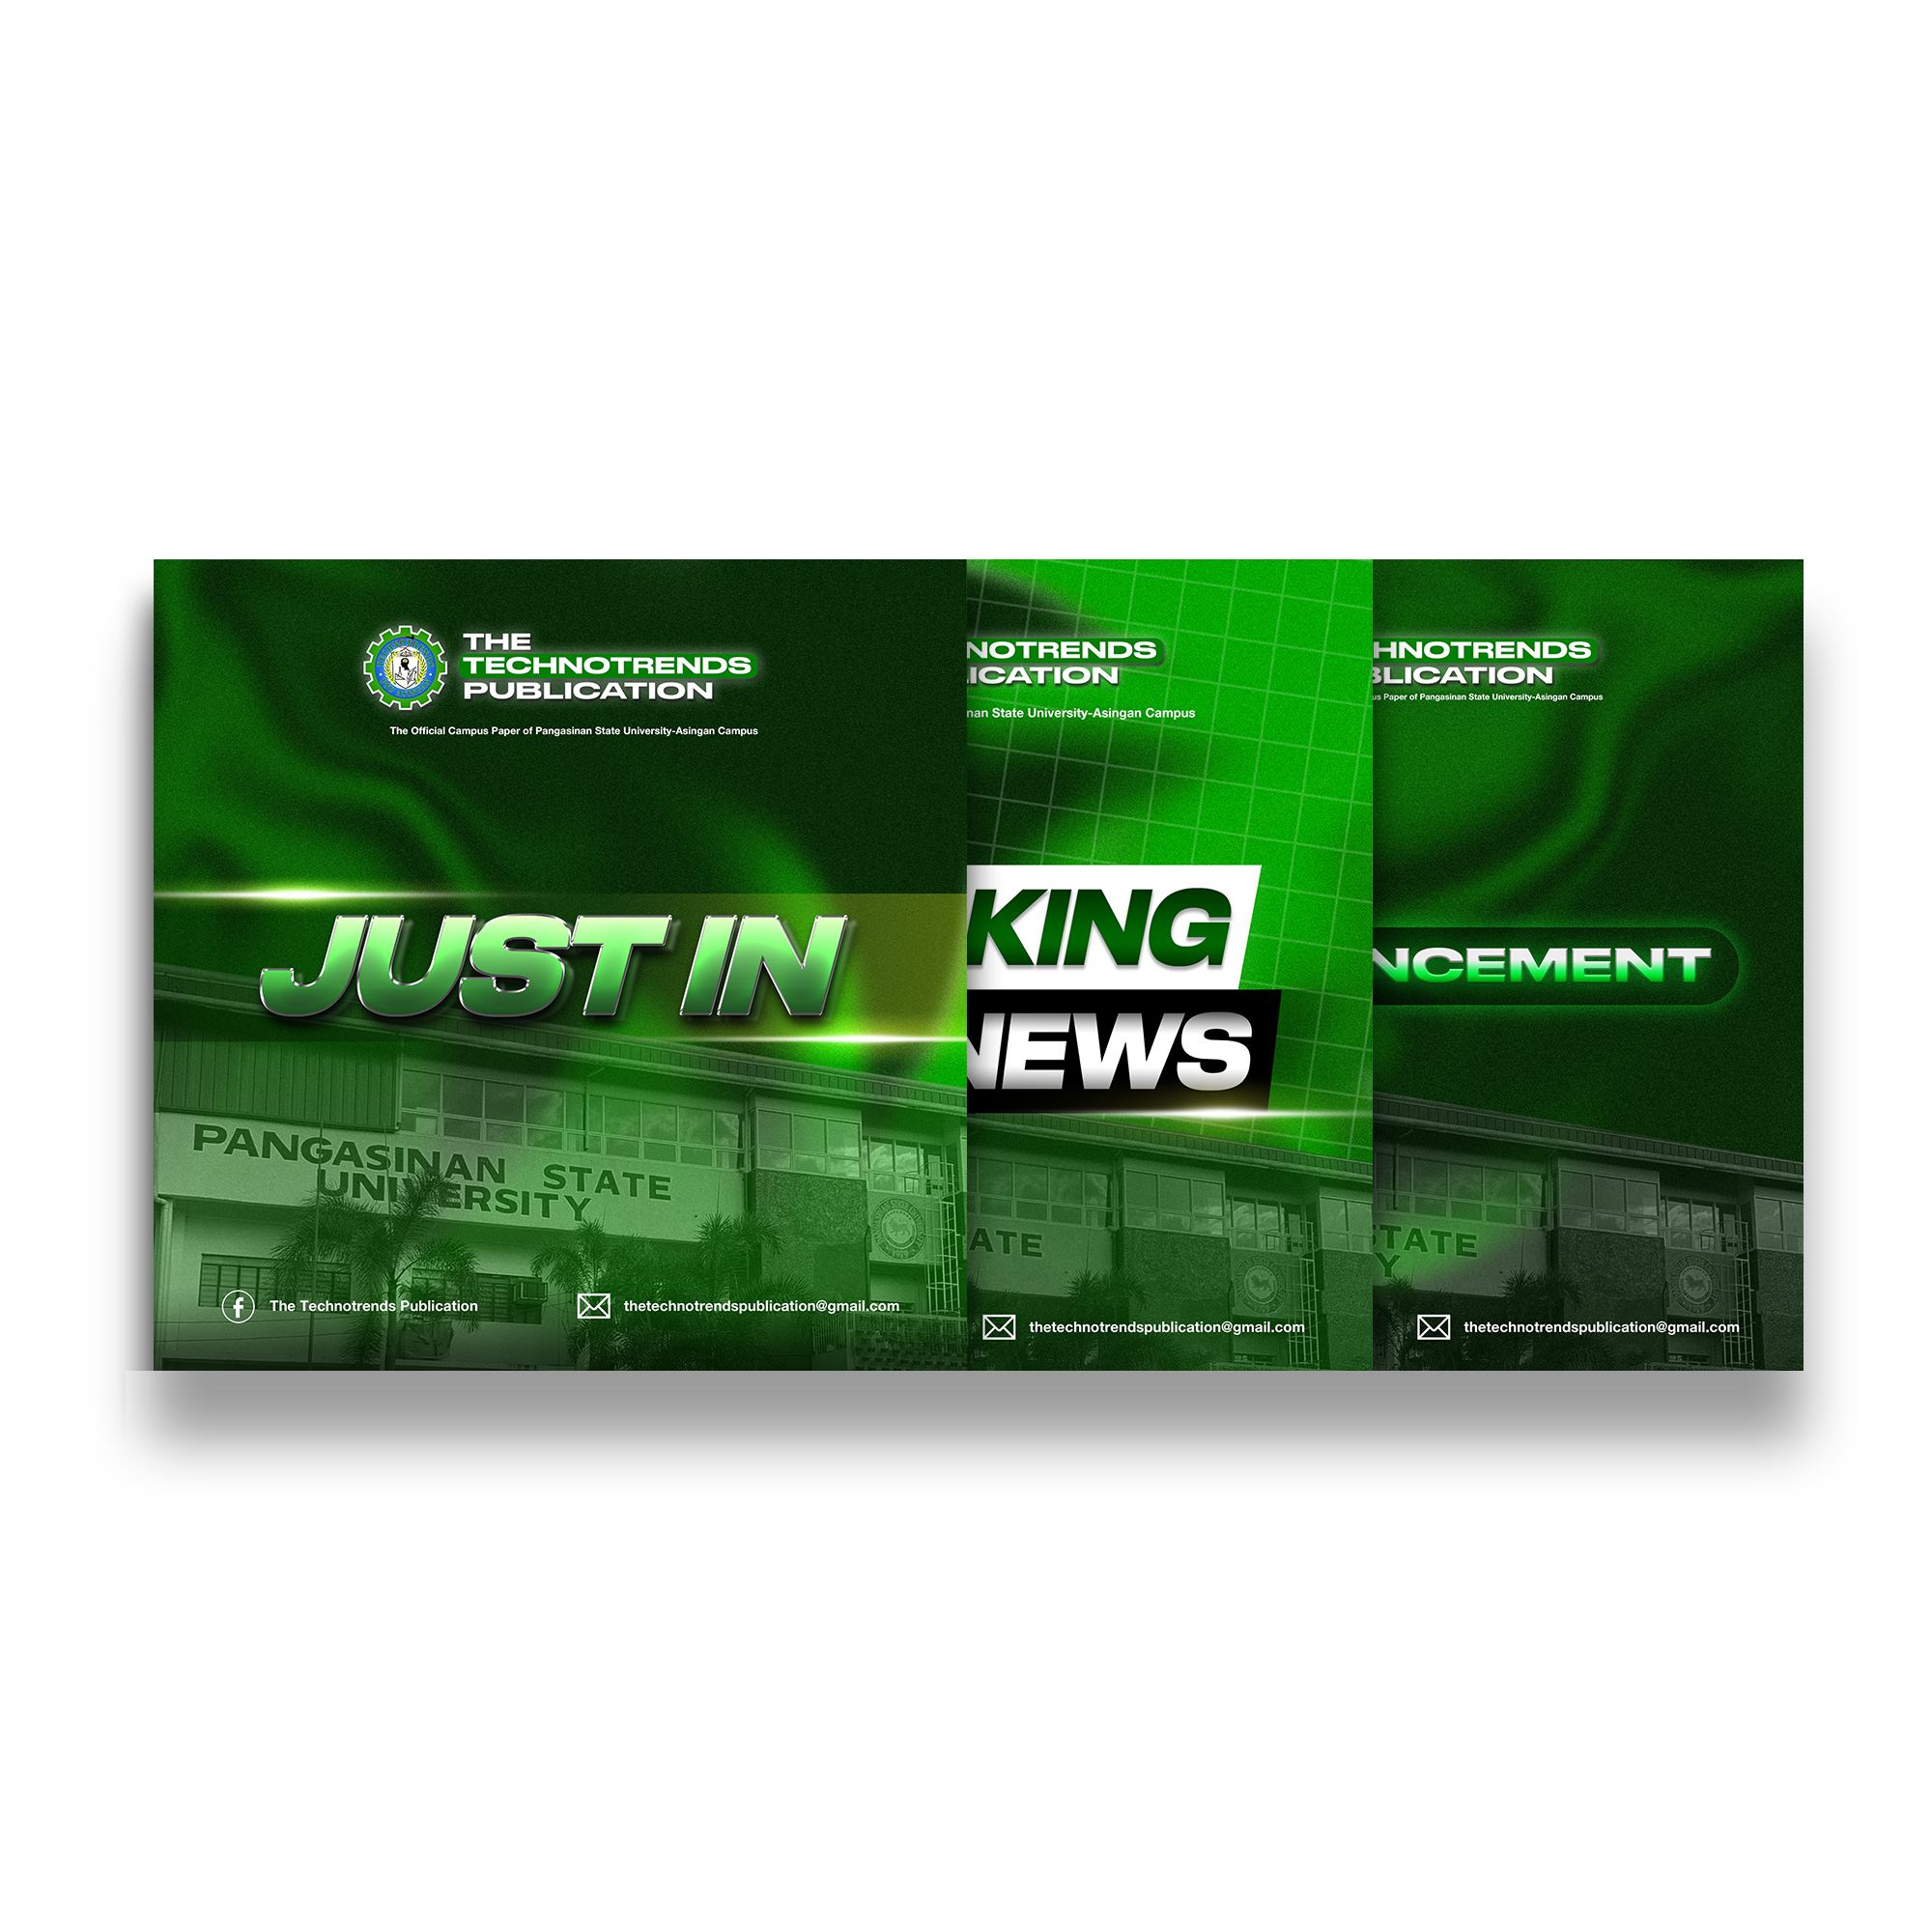 THE
TECHNOTRENDS
PUBLICATION
The Official Campus Paper of Pangasinan State University-Asingan Campus
JUST IN
PANGASINAN STATE
UNIVERSITY
The Technotrends Publication
thetechnotrendspublication@gmail.com
NOTRENDS
ICATION
nan State University-Asingan Campus
KING
NEWS
ATE
thetechnotrendspublication@gmail.com
HNOTRENDS
BLICATION
us Paper of Pangasinan State University-Asingan Campus
NCEMENT
TATE
Y
thetechnotrendspublication@gmail.com